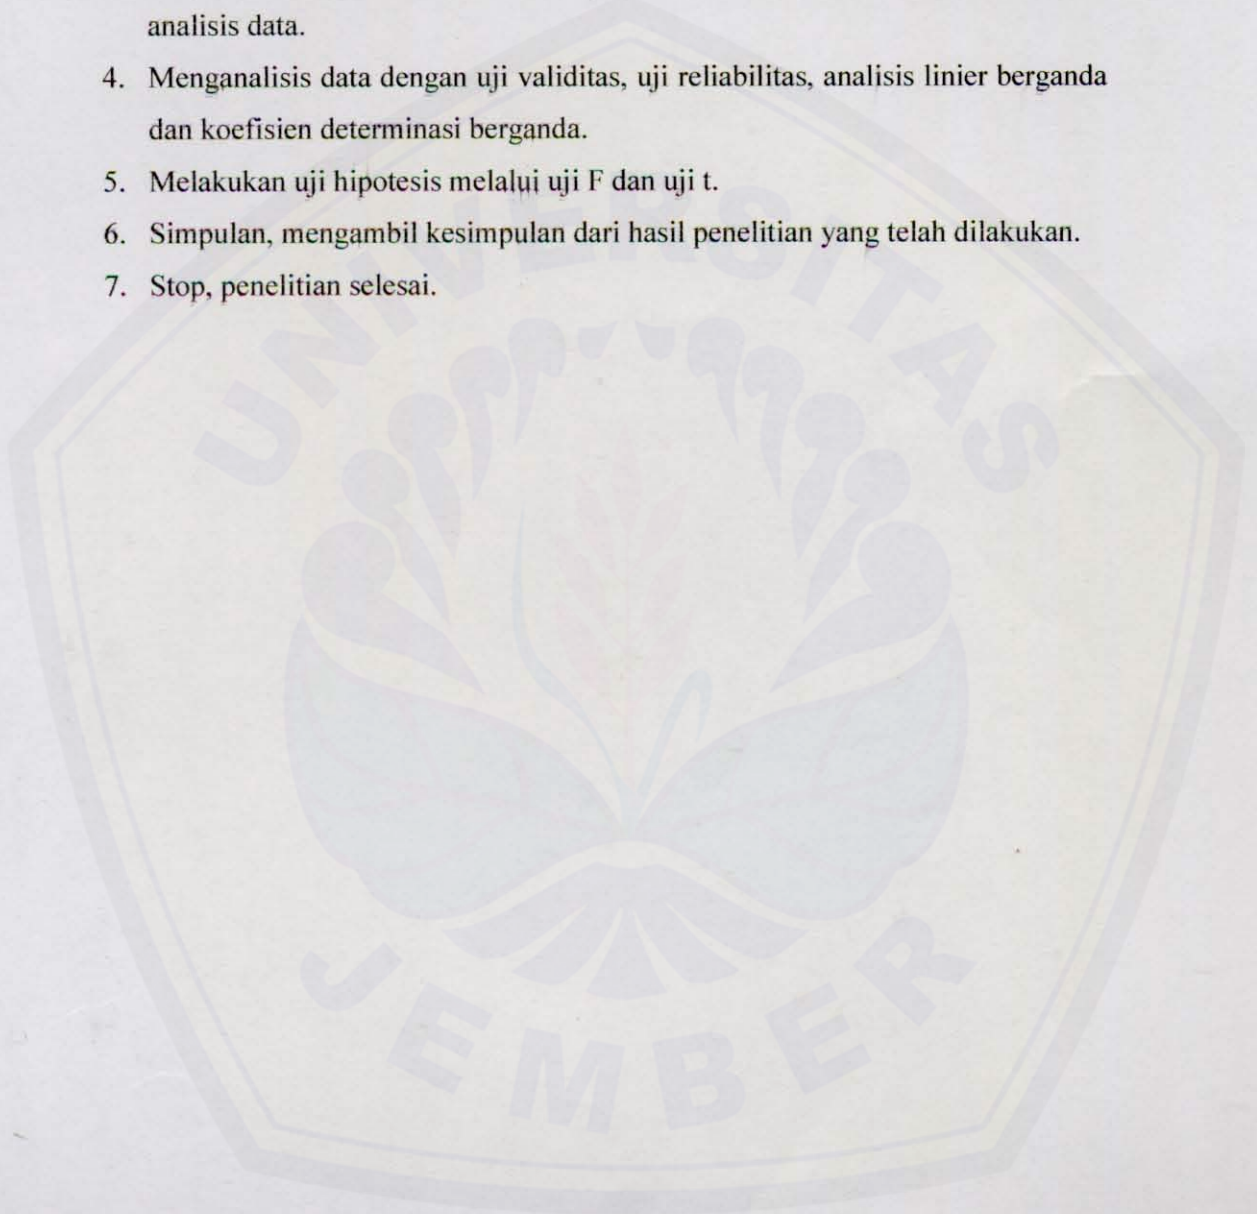 analisis data.
4. Menganalisis data dengan uji validitas, uji reliabilitas, analisis linier berganda
dan koefisien determinasi berganda.
5. Melakukan uji hipotesis melalui uji F dan uji t.
6. Simpulan, mengambil kesimpulan dari hasil penelitian yang telah dilakukan.
7. Stop, penelitian selesai.
UNIVERSITAS
JEMBER